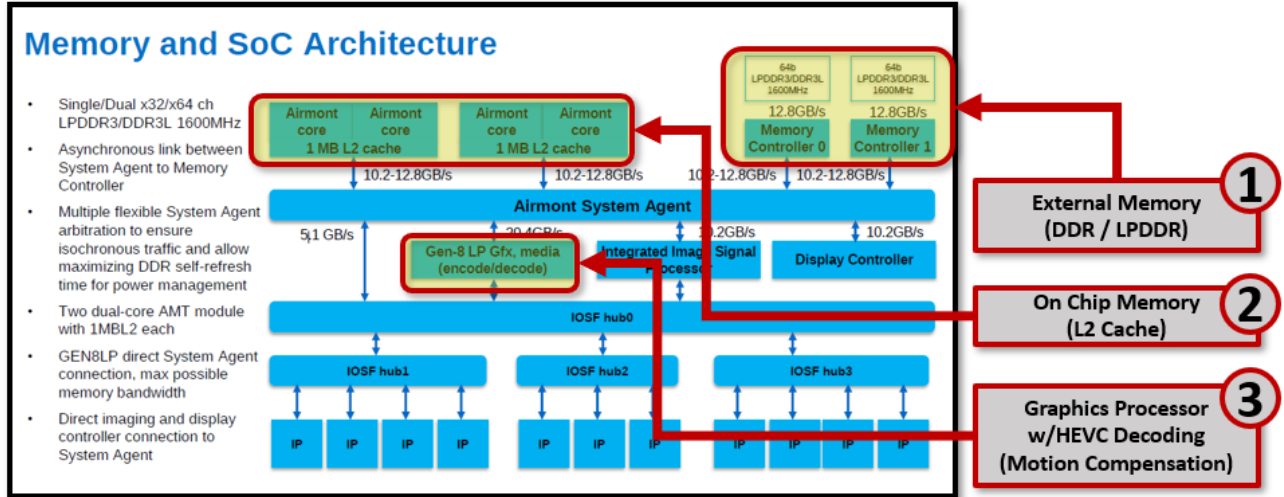 Memory and SoC Architecture
• Single/Dual x32/x64 ch
LPDDR3/DDR3L 1600MHz
• Asynchronous link between
System Agent to Memory
Controller
• Multiple flexible System Agent
arbitration to ensure
isochronous traffic and allow
maximizing DDR self-refresh
time for power management
• Two dual-core AMT module
with 1MBL2 each
• GEN8LP direct System Agent
connection, max possible
memory bandwidth
• Direct imaging and display
controller connection to
System Agent
Airmont core Airmont core
1 MB L2 cache
Airmont core Airmont core
1 MB L2 cache
64b
LPDDR3/DDR3L
1600MHz
64b
LPDDR3/DDR3L
1600MHz
12.8GB/s 12.8GB/s
Memory
Controller 0
Memory
Controller 1
10.2-12.8GB/s 10.2-12.8GB/s 10.2-12.8GB/s 10.2-12.8GB/s
Airmont System Agent
5.1 GB/s 20.4GB/s 10.2GB/s 10.2GB/s
Gen-8 LP Gfx, media
(encode/decode)
Integrated Image Signal
Processor
Display Controller
IOSF hub0
IOSF hub1 IOSF hub2 IOSF hub3
IP IP IP IP IP IP IP IP IP IP IP
1
External Memory
(DDR / LPDDR)
2
On Chip Memory
(L2 Cache)
3
Graphics Processor
w/HEVC Decoding
(Motion Compensation)